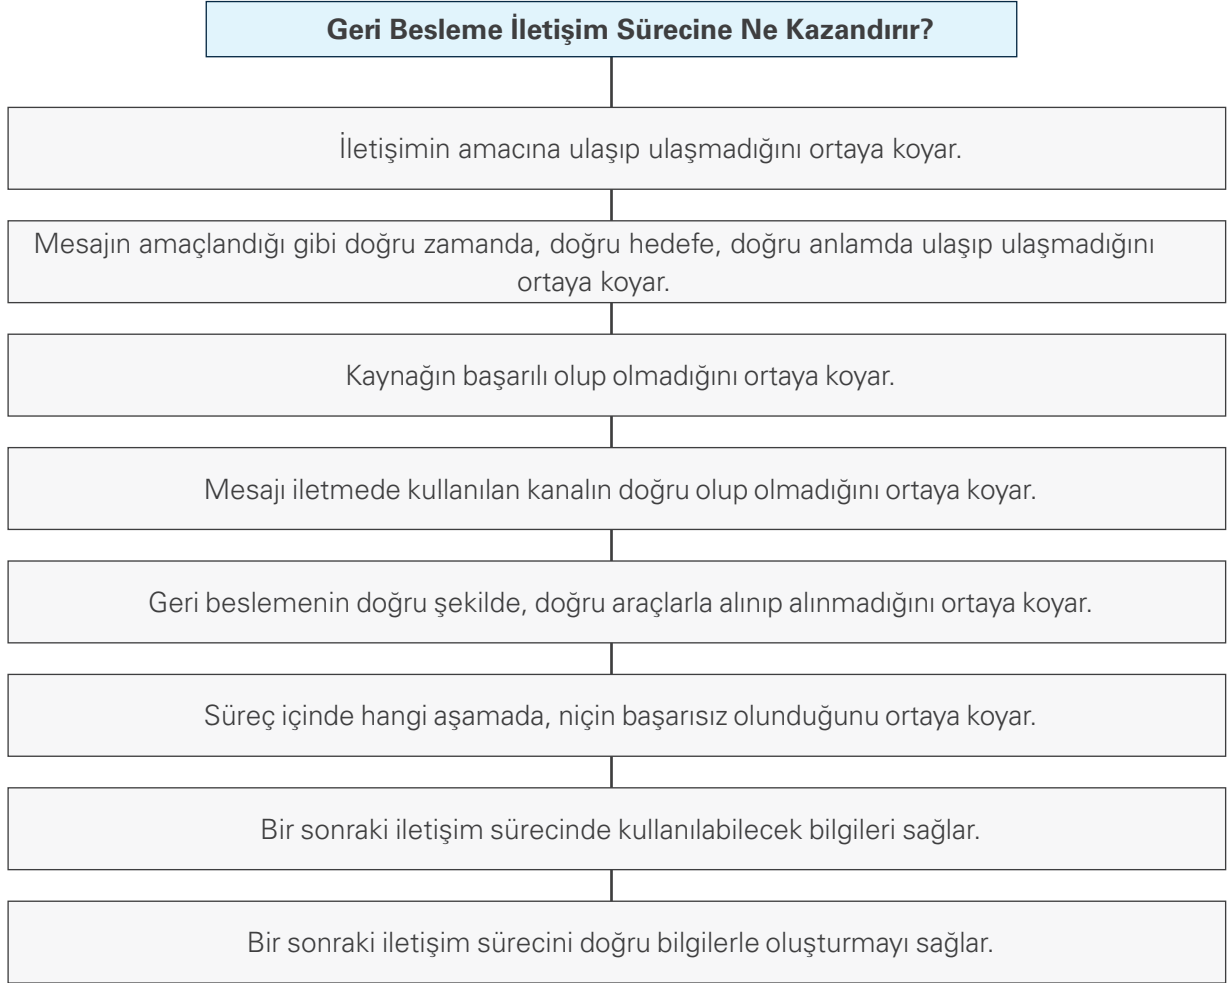 Geri Besleme İletişim Sürecine Ne Kazandırır?
İletişimin amacına ulaşıp ulaşmadığını ortaya koyar.
Mesajın amaçlandığı gibi doğru zamanda, doğru hedefe, doğru anlamda ulaşıp ulaşmadığını
ortaya koyar.
Kaynağın başarılı olup olmadığını ortaya koyar.
Mesajı iletmede kullanılan kanalın doğru olup olmadığını ortaya koyar.
Geri beslemenin doğru şekilde, doğru araçlarla alınıp alınmadığını ortaya koyar.
Süreç içinde hangi aşamada, niçin başarısız olunduğunu ortaya koyar.
Bir sonraki iletişim sürecinde kullanılabilecek bilgileri sağlar.
Bir sonraki iletişim sürecini doğru bilgilerle oluşturmayı sağlar.